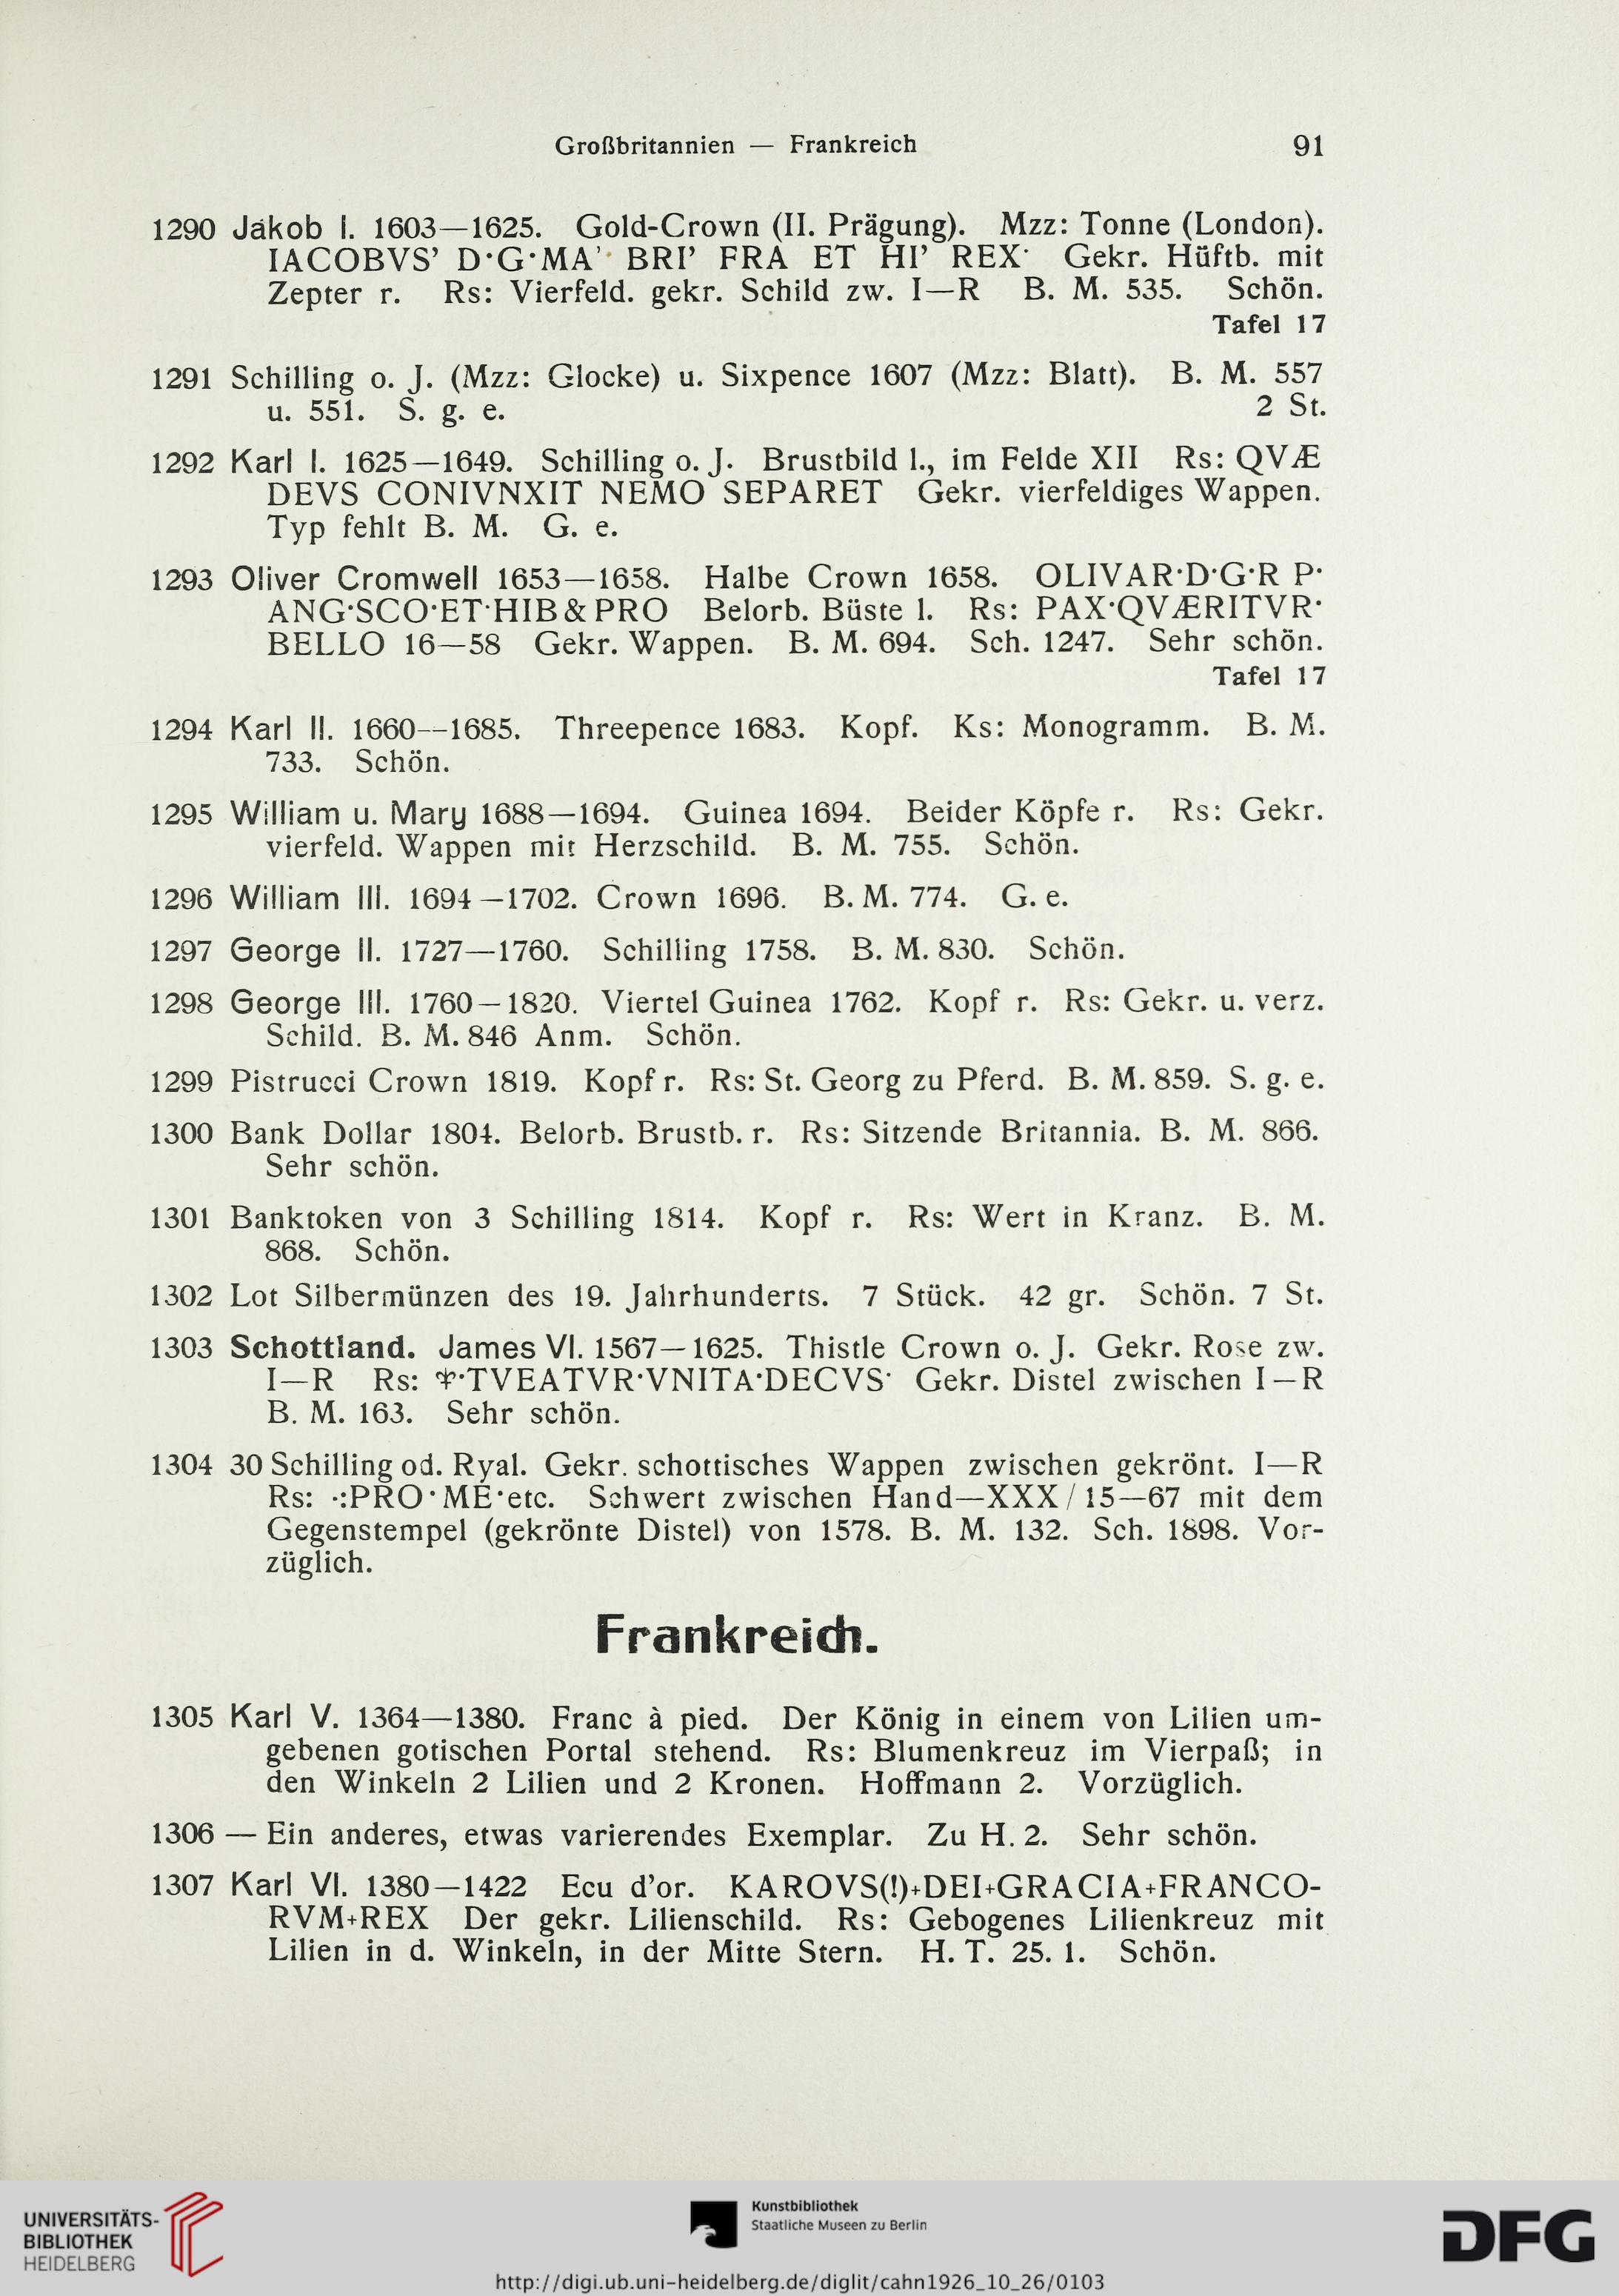 Großbritannien — Frankreich 91
1290 Jakob I. 1603—1625. Gold-Crown (II. Prägung). Mzz: Tonne (London).
IACOBVS’ D·G·MA’· BRI’ FRA ET HI’ REX· Gekr. Hüftb. mit
Zepter r. Rs: Vierfeld. gekr. Schild zw. I—R B. M. 535. Schön.
Tafel 17
1291 Schilling o. J. (Mzz: Glocke) u. Sixpence 1607 (Mzz: Blatt). B. M. 557
u. 551. S. g. e. 2 St.
1292 Karl I. 1625—1649. Schilling o. J. Brustbild l., im Felde XII Rs: QVÆ
DEVS CONIVNXIT NEMO SEPARET Gekr. vierfeldiges Wappen.
Typ fehlt B. M. G. e.
1293 Oliver Cromwell 1653—1658. Halbe Crown 1658. OLIVAR·D·G·R P·
ANG·SCO·ET·HIB&PRO Belorb. Büste l. Rs: PAX·QVÆRITVR·
BELLO 16—58 Gekr. Wappen. B. M. 694. Sch. 1247. Sehr schön.
Tafel 17
1294 Karl II. 1660—1685. Threepence 1683. Kopf. Ks: Monogramm. B. M.
733. Schön.
1295 William u. Mary 1688—1694. Guinea 1694. Beider Köpfe r. Rs: Gekr.
vierfeld. Wappen mit Herzschild. B. M. 755. Schön.
1296 William III. 1694—1702. Crown 1696. B. M. 774. G. e.
1297 George II. 1727—1760. Schilling 1758. B. M. 830. Schön.
1298 George III. 1760—1820. Viertel Guinea 1762. Kopf r. Rs: Gekr. u. verz.
Schild. B. M. 846 Anm. Schön.
1299 Pistrucci Crown 1819. Kopf r. Rs: St. Georg zu Pferd. B. M. 859. S. g. e.
1300 Bank Dollar 1804. Belorb. Brustb. r. Rs: Sitzende Britannia. B. M. 866.
Sehr schön.
1301 Banktoken von 3 Schilling 1814. Kopf r. Rs: Wert in Kranz. B. M.
868. Schön.
1302 Lot Silbermünzen des 19. Jahrhunderts. 7 Stück. 42 gr. Schön. 7 St.
1303 Schottland. James VI. 1567—1625. Thistle Crown o. J. Gekr. Rose zw.
I—R Rs: ·TVEATVR·VNITA·DECVS· Gekr. Distel zwischen I—R
B. M. 163. Sehr schön.
1304 30 Schilling od. Ryal. Gekr. schottisches Wappen zwischen gekrönt. I—R
Rs: ·:PRO·ME·etc. Schwert zwischen Hand—XXX/15—67 mit dem
Gegenstempel (gekrönte Distel) von 1578. B. M. 132. Sch. 1898. Vor-
züglich.
Frankreich.
1305 Karl V. 1364—1380. Franc à pied. Der König in einem von Lilien um-
gebenen gotischen Portal stehend. Rs: Blumenkreuz im Vierpaß; in
den Winkeln 2 Lilien und 2 Kronen. Hoffmann 2. Vorzüglich.
1306 — Ein anderes, etwas varierendes Exemplar. Zu H. 2. Sehr schön.
1307 Karl VI. 1380—1422 Ecu d’or. KAROVS(!)+DEI+GRACIA+FRANCO-
RVM+REX Der gekr. Lilienschild. Rs: Gebogenes Lilienkreuz mit
Lilien in d. Winkeln, in der Mitte Stern. H. T. 25. 1. Schön.
UNIVERSITÄTS-
BIBLIOTHEK
HEIDELBERG
Kunstbibliothek
Staatliche Museen zu Berlin
DFG
http://digi.ub.uni-heidelberg.de/diglit/cahn1926_10_26/0103